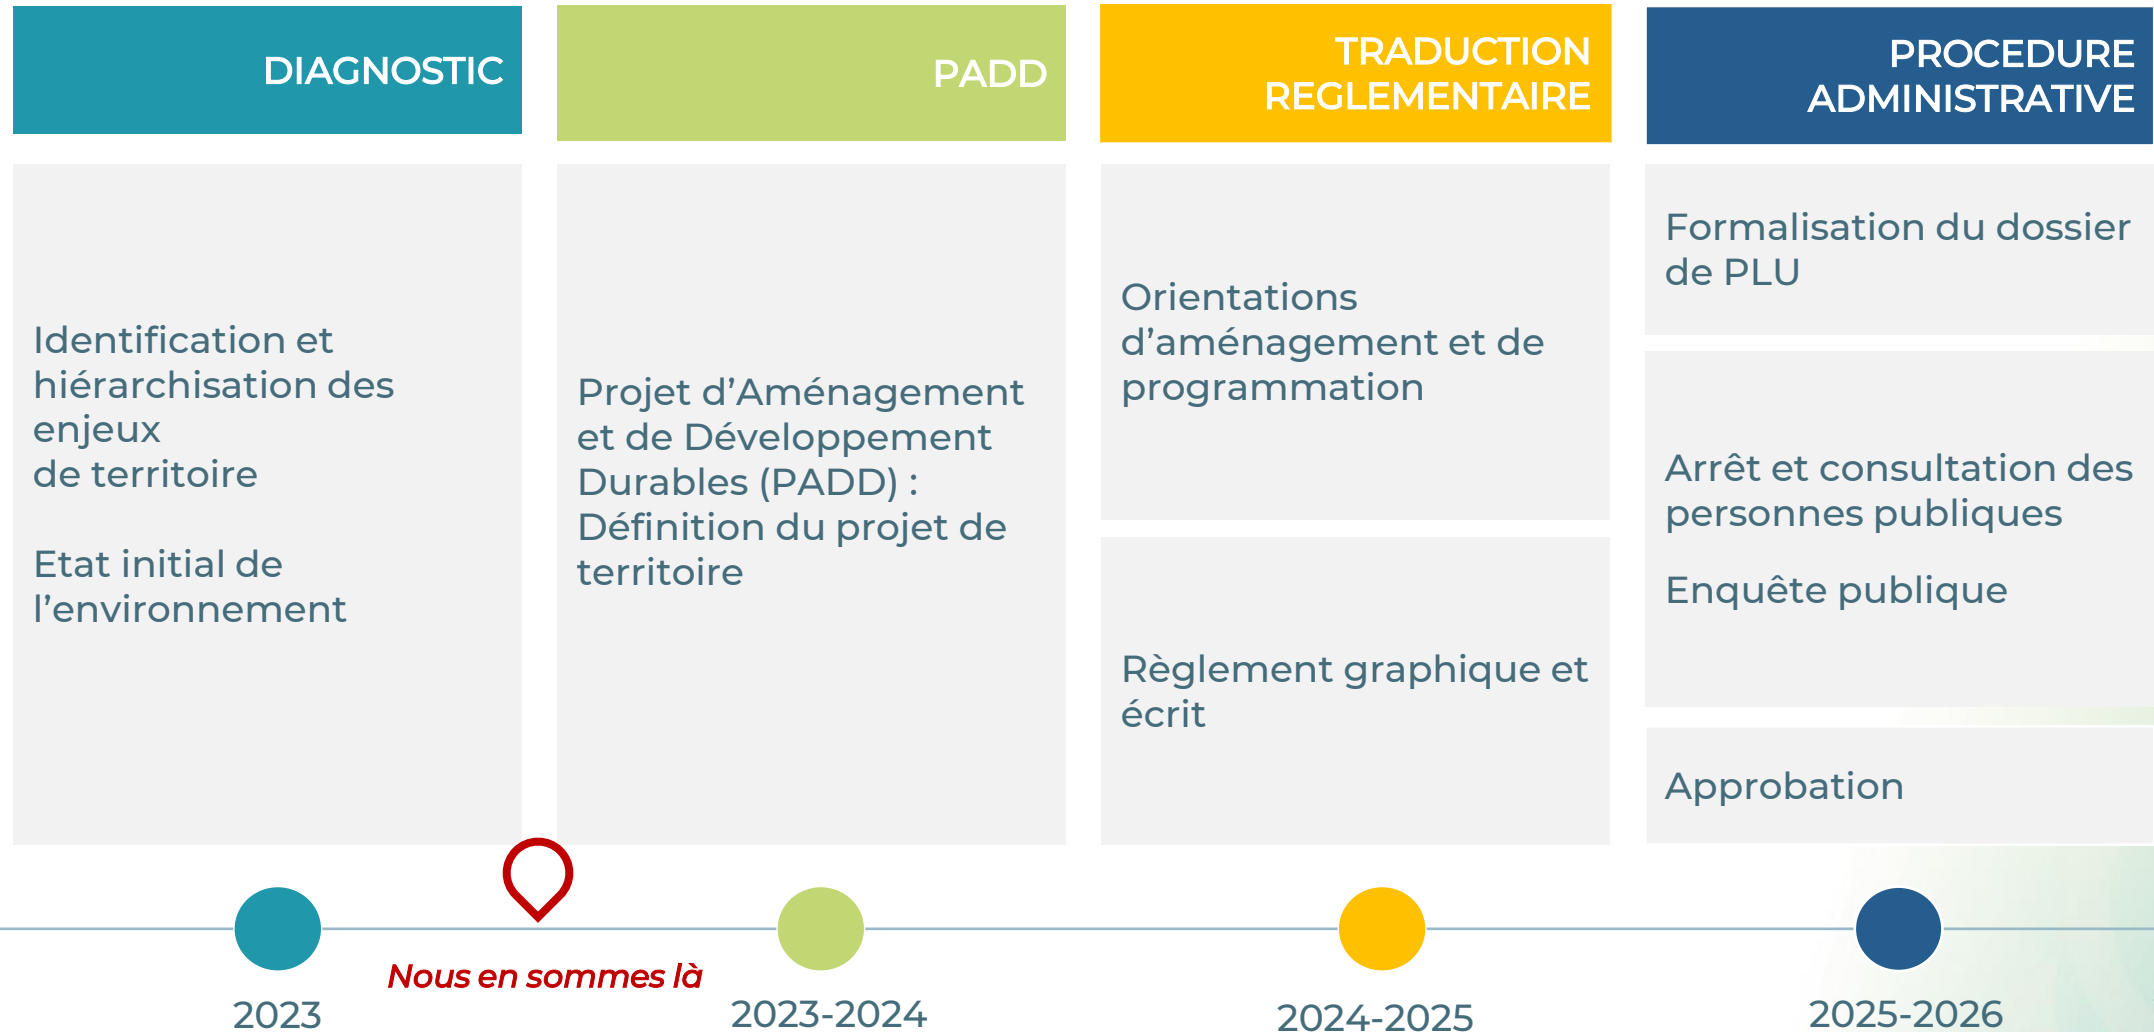 DIAGNOSTIC
Identification et
hiérarchisation des
enjeux
de territoire
Etat initial de
l’environnement
PADD
Projet d’Aménagement
et de Développement
Durables (PADD) :
Définition du projet de
territoire
TRADUCTION
REGLEMENTAIRE
Orientations
d’aménagement et de
programmation
Règlement graphique et
écrit
PROCEDURE
ADMINISTRATIVE
Formalisation du dossier
de PLU
Arrêt et consultation des
personnes publiques
Enquête publique
Approbation
Nous en sommes là
2023
2023-2024
2024-2025
2025-2026